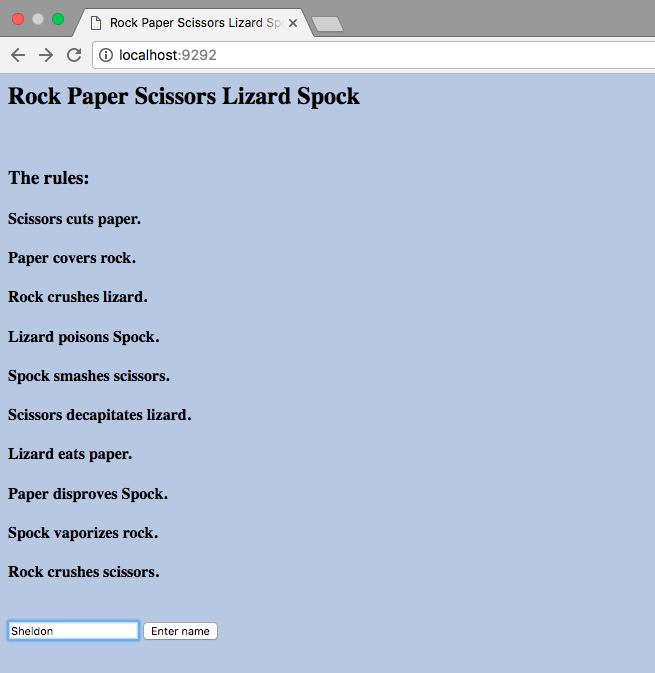 Rock Paper Scissors Lizard Sp
localhost:9292
Rock Paper Scissors Lizard Spock
The rules:
Scissors cuts paper.
Paper covers rock.
Rock crushes lizard.
Lizard poisons Spock.
Spock smashes scissors.
Scissors decapitates lizard.
Lizard eats paper.
Paper disproves Spock.
Spock vaporizes rock.
Rock crushes scissors.
Sheldon Enter name